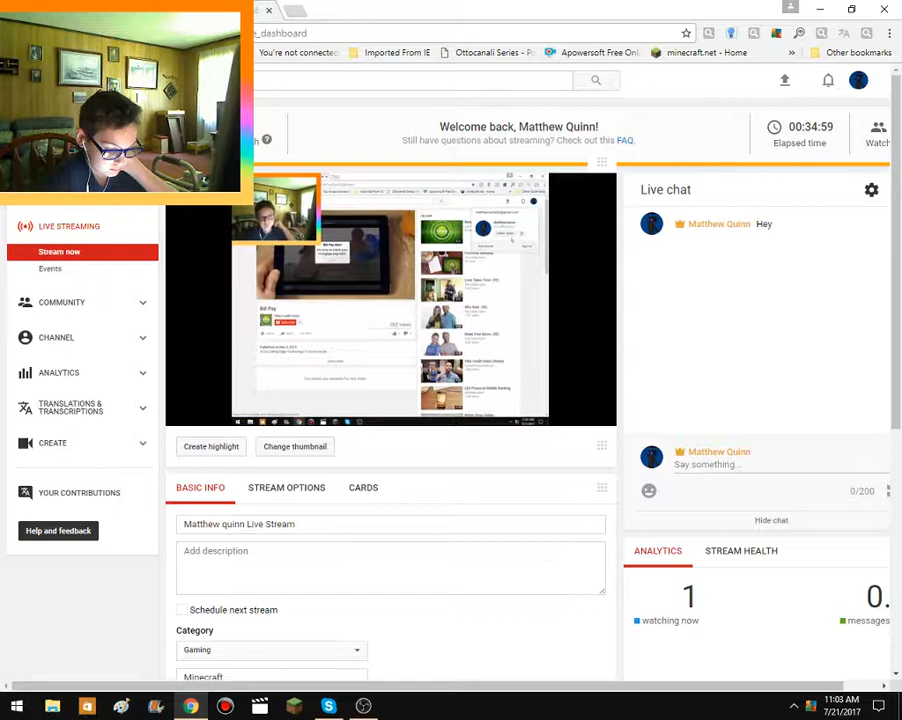 e_dashboard
You're not connected
Imported From IE
Ottocanali Series - P
Apowersoft Free Onl
minecraft.net - Home
»
Other bookmarks
Welcome back, Matthew Quinn!
Still have questions about streaming? Check out this FAQ.
00:34:59
Elapsed time
Watch
LIVE STREAMING
Stream now
Events
COMMUNITY
CHANNEL
ANALYTICS
TRANSLATIONS &
TRANSCRIPTIONS
CREATE
YOUR CONTRIBUTIONS
Help and feedback
Bill Pay
Create highlight
Change thumbnail
BASIC INFO
STREAM OPTIONS
CARDS
Matthew quinn Live Stream
Add description
Schedule next stream
Category
Gaming
Minecraft
Live chat
Matthew Quinn Hey
Matthew Quinn
Say something...
0/200
Hide chat
ANALYTICS
STREAM HEALTH
1
watching now
0.
messages
11:03 AM
7/21/2017